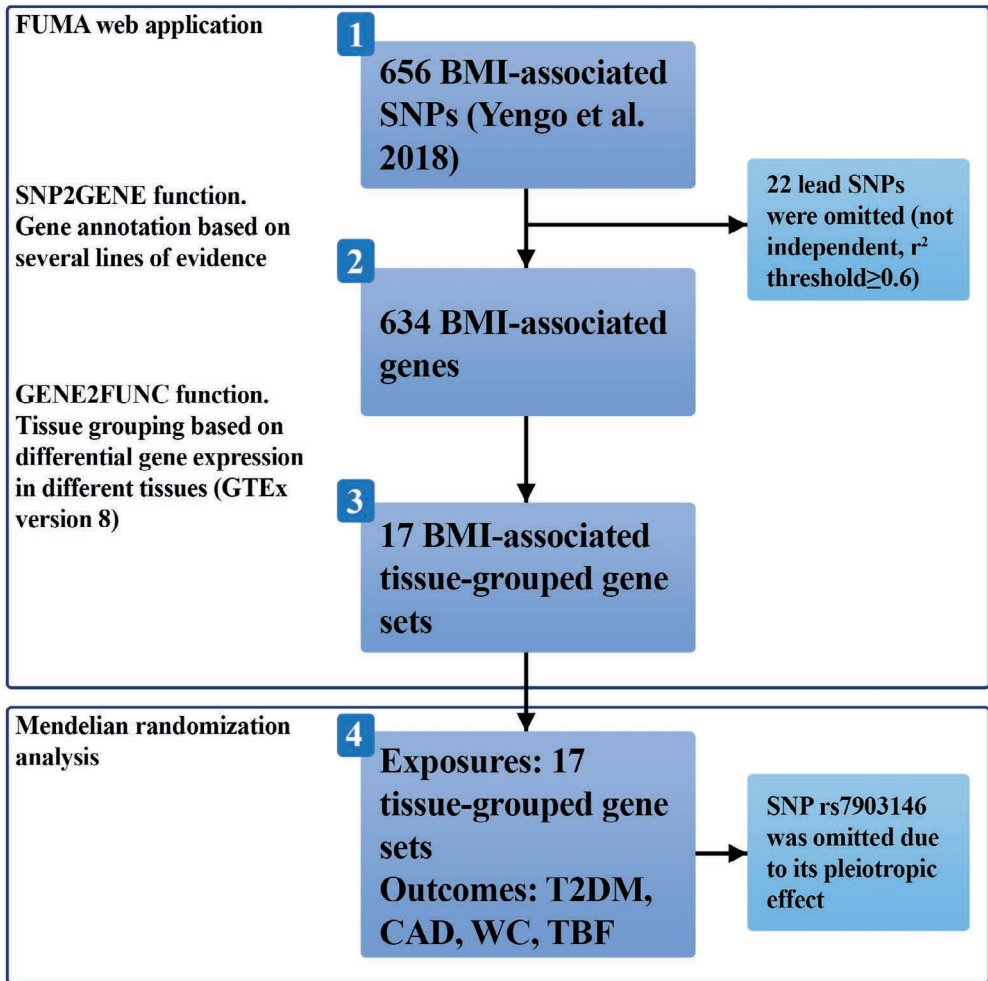 FUMA web application
1
656 BMI-associated
SNPs (Yengo et al.
2018)
SNP2GENE function.
Gene annotation based on
several lines of evidence
22 lead SNPs
were omitted (not
independent, r²
threshold≥0.6)
2
634 BMI-associated
genes
GENE2FUNC function.
Tissue grouping based on
differential gene expression
in different tissues (GTEx
version 8)
3
17 BMI-associated
tissue-grouped gene
sets
Mendelian randomization
analysis
4
Exposures: 17
tissue-grouped gene
sets
Outcomes: T2DM,
CAD, WC, TBF
SNP rs7903146
was omitted due
to its pleiotropic
effect